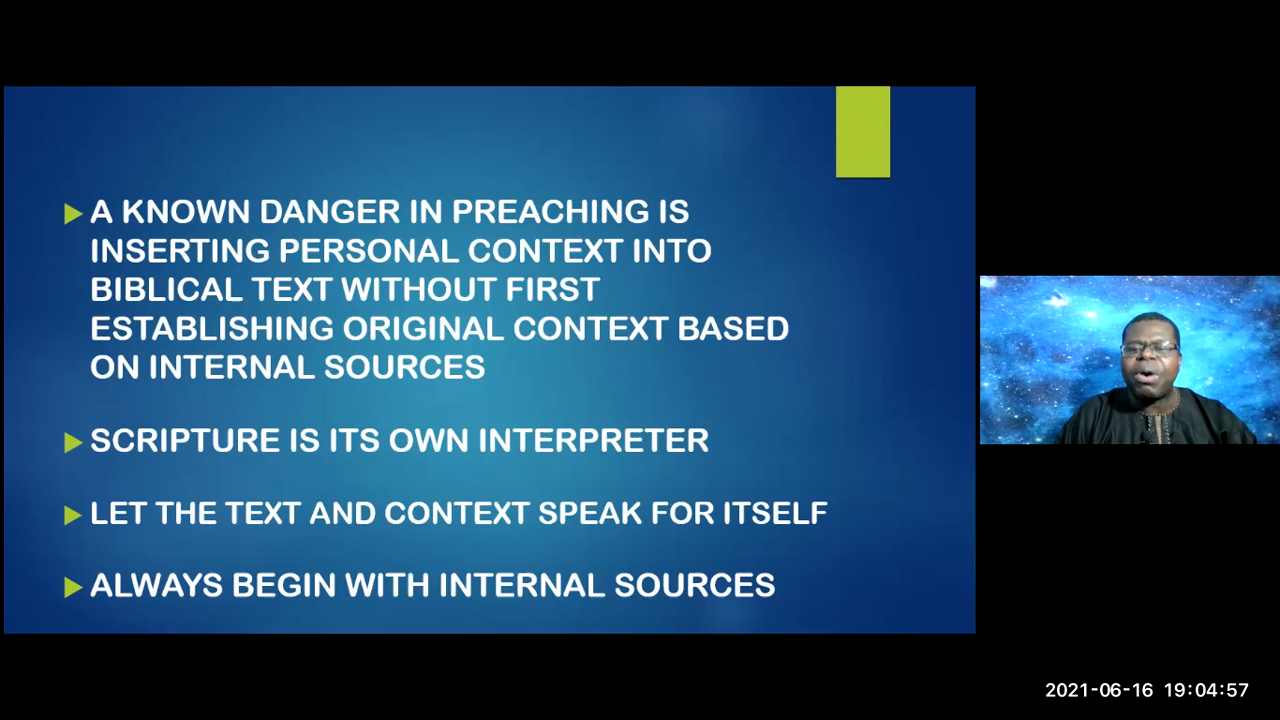 A KNOWN DANGER IN PREACHING IS
INSERTING PERSONAL CONTEXT INTO
BIBLICAL TEXT WITHOUT FIRST
ESTABLISHING ORIGINAL CONTEXT BASED
ON INTERNAL SOURCES
SCRIPTURE IS ITS OWN INTERPRETER
LET THE TEXT AND CONTEXT SPEAK FOR ITSELF
ALWAYS BEGIN WITH INTERNAL SOURCES
2021-06-16 19:04:57